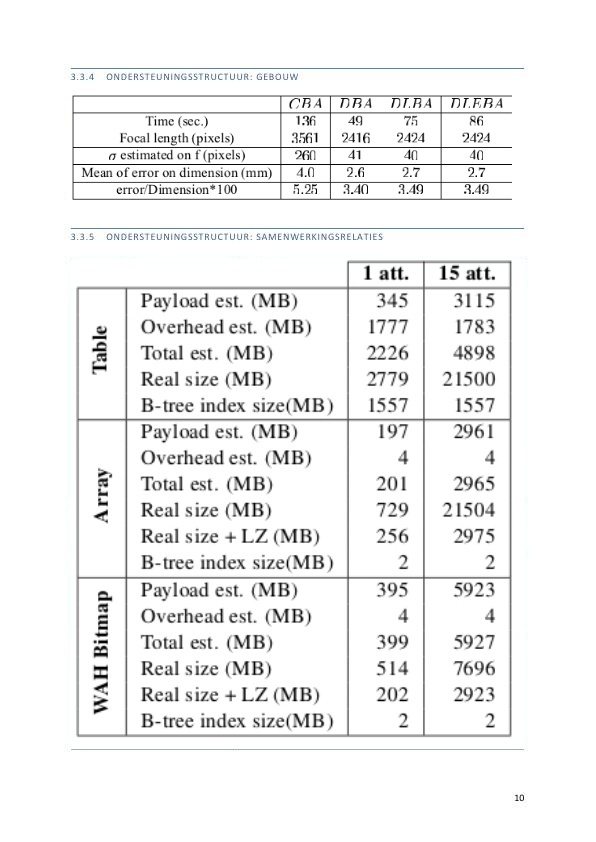 3.3.4 ONDERSTEUNINGSSTRUCTUUR: GEBOUW
CBA DBA DLBA DLEBA
Time (sec.) 136 49 75 86
Focal length (pixels) 3561 2416 2424 2424
σ estimated on f (pixels) 260 41 40 40
Mean of error on dimension (mm) 4.0 2.6 2.7 2.7
error/Dimension*100 5.25 3.40 3.49 3.49
3.3.5 ONDERSTEUNINGSSTRUCTUUR: SAMENWERKINGSRELATIES
1 att. 15 att.
Table
Payload est. (MB) 345 3115
Overhead est. (MB) 1777 1783
Total est. (MB) 2226 4898
Real size (MB) 2779 21500
B-tree index size(MB) 1557 1557
Array
Payload est. (MB) 197 2961
Overhead est. (MB) 4 4
Total est. (MB) 201 2965
Real size (MB) 729 21504
Real size + LZ (MB) 256 2975
B-tree index size(MB) 2 2
WAH Bitmap
Payload est. (MB) 395 5923
Overhead est. (MB) 4 4
Total est. (MB) 399 5927
Real size (MB) 514 7696
Real size + LZ (MB) 202 2923
B-tree index size(MB) 2 2
10